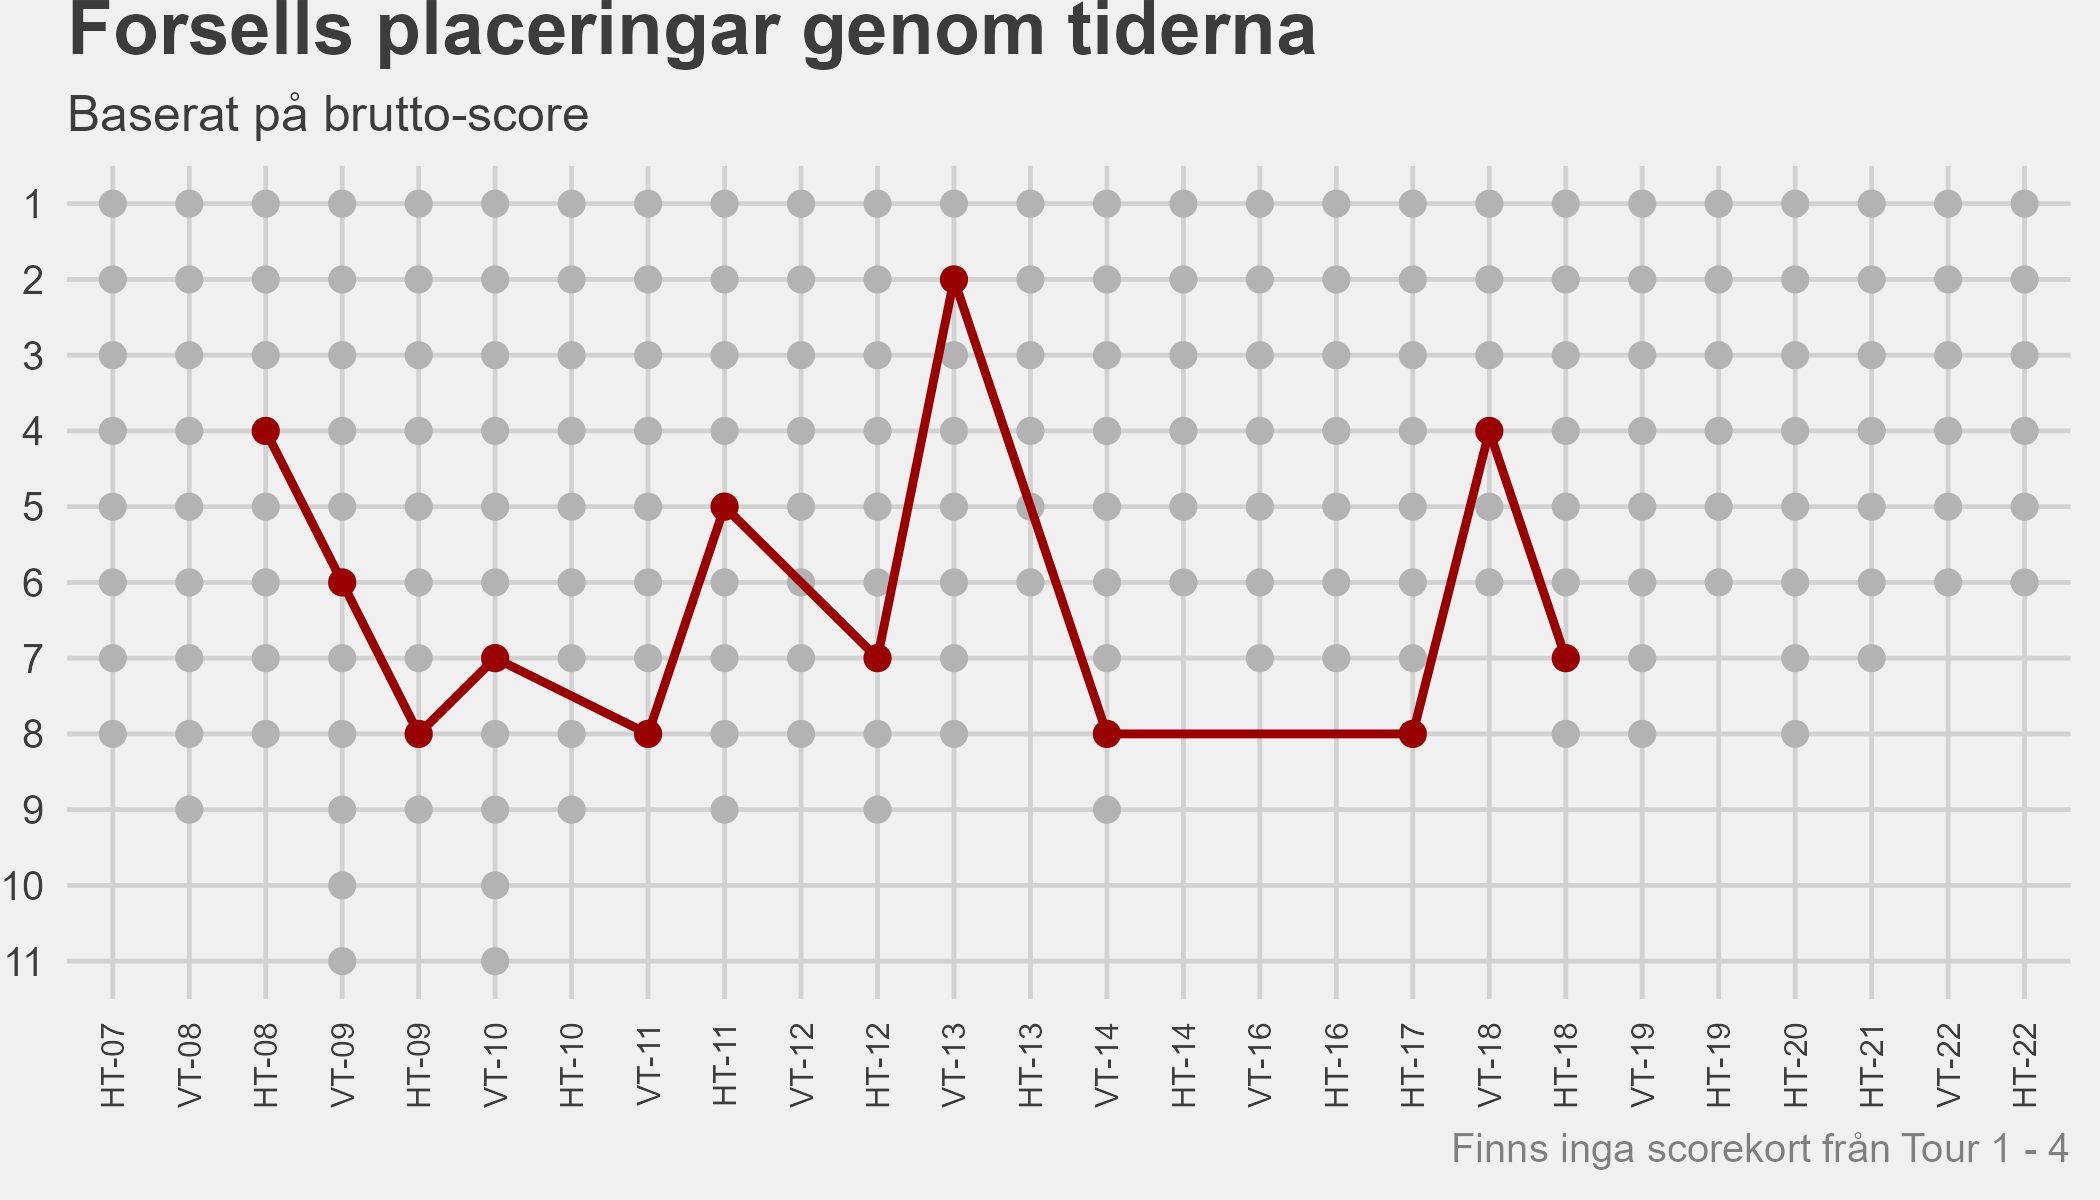 Forsells placeringar genom tiderna
Baserat på brutto-score
1
2
3
4
5
6
7
8
9
10
11
HT-07
VT-08
HT-08
VT-09
HT-09
VT-10
HT-10
VT-11
HT-11
VT-12
HT-12
VT-13
HT-13
VT-14
HT-14
VT-16
HT-16
HT-17
VT-18
HT-18
VT-19
HT-19
HT-20
HT-21
VT-22
HT-22
Finns inga scorekort från Tour 1 - 4